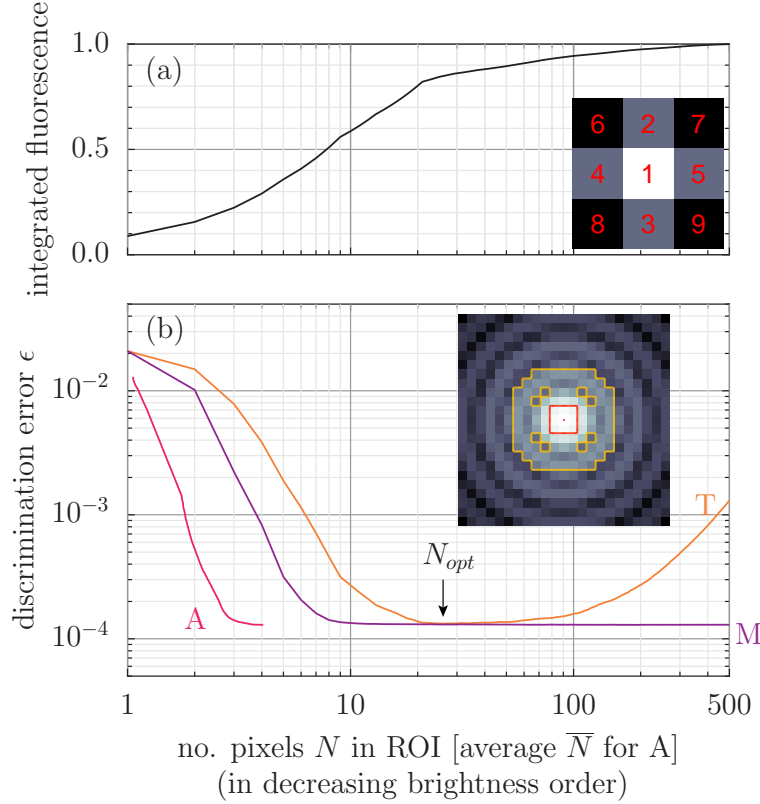 1.0
(a)
0.5
0.0
integrated fluorescence
6 2 7
4 1 5
8 3 9
(b)
10⁻²
10⁻³
10⁻⁴
discrimination error ϵ
T
N_opt
A
M
1 10 100 500
no. pixels N in ROI [average N̅ for A]
(in decreasing brightness order)